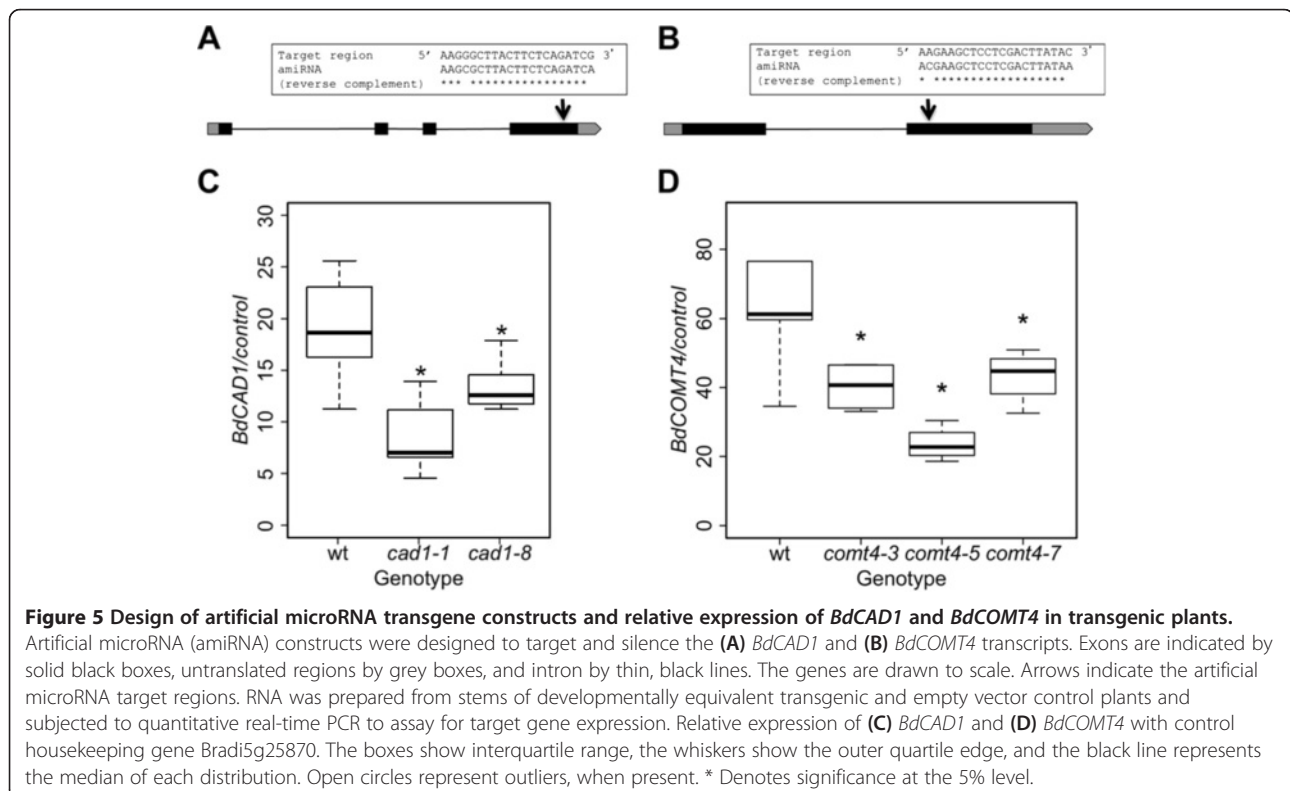 A
Target region 5' AAGGGCTTACTTCTCAGATCG 3'
amiRNA AAGCGCTTACTTCTCAGATCA
(reverse complement) *** ****************
B
Target region 5' AAGAAGCTCCTCGACTTATAC 3'
amiRNA ACGAAGCTCCTCGACTTATAA
(reverse complement) * ******************
C
BdCAD1/control
30
25
20
15
10
5
0
*
*
wt cad1-1 cad1-8
Genotype
D
BdCOMT4/control
80
60
40
20
0
*
*
*
wt comt4-3 comt4-5 comt4-7
Genotype
Figure 5 Design of artificial microRNA transgene constructs and relative expression of BdCAD1 and BdCOMT4 in transgenic plants.
Artificial microRNA (amiRNA) constructs were designed to target and silence the (A) BdCAD1 and (B) BdCOMT4 transcripts. Exons are indicated by
solid black boxes, untranslated regions by grey boxes, and intron by thin, black lines. The genes are drawn to scale. Arrows indicate the artificial
microRNA target regions. RNA was prepared from stems of developmentally equivalent transgenic and empty vector control plants and
subjected to quantitative real-time PCR to assay for target gene expression. Relative expression of (C) BdCAD1 and (D) BdCOMT4 with control
housekeeping gene Bradi5g25870. The boxes show interquartile range, the whiskers show the outer quartile edge, and the black line represents
the median of each distribution. Open circles represent outliers, when present. * Denotes significance at the 5% level.